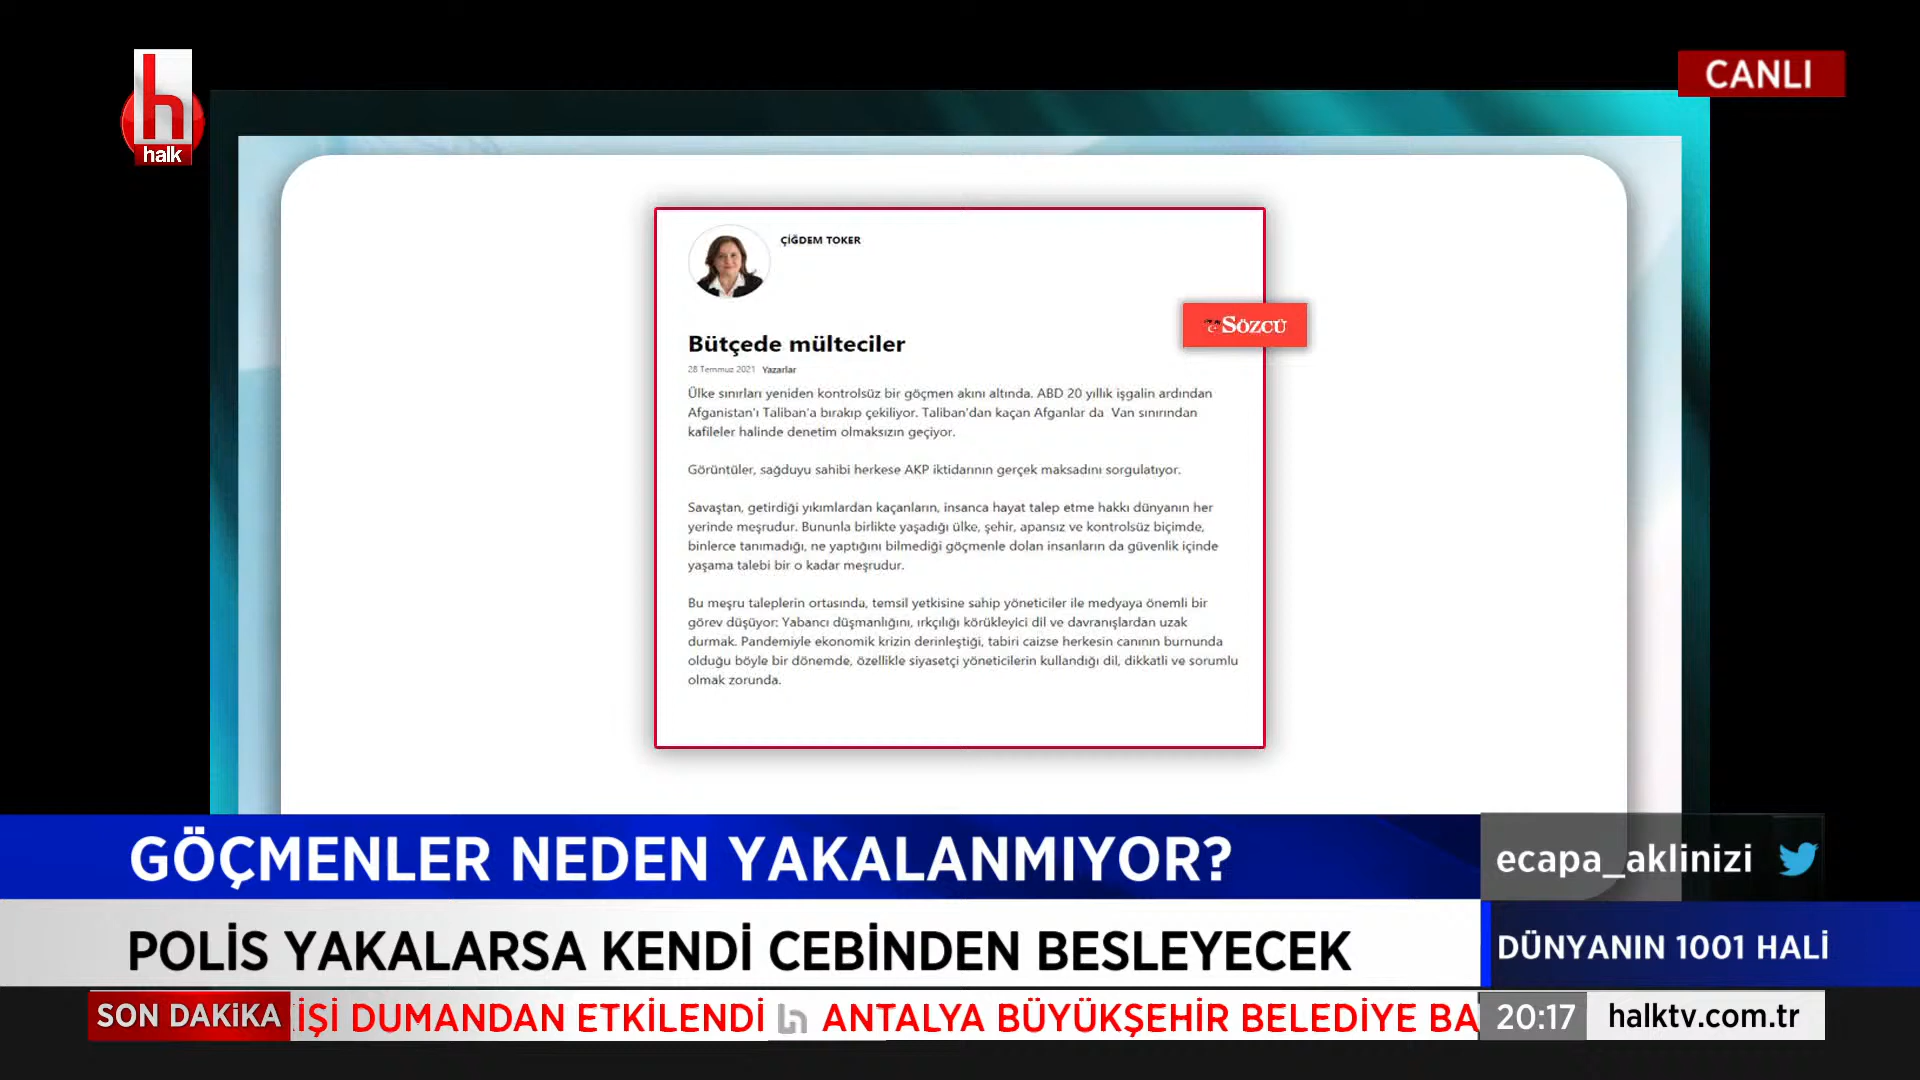 h
halk
CANLI
ÇİĞDEM TOKER
SÖZCÜ
Bütçede mülteciler
28 Temmuz 2021 Yazarlar
Ülke sınırları yeniden kontrolsüz bir göçmen akını altında. ABD 20 yıllık işgalin ardından
Afganistan'ı Taliban'a bırakıp çekiliyor. Taliban'dan kaçan Afganlar da Van sınırından
kafileler halinde denetim olmaksızın geçiyor.
Görüntüler, sağduyu sahibi herkese AKP iktidarının gerçek maksadını sorgulatıyor.
Savaştan, getirdiği yıkımlardan kaçanların, insanca hayat talep etme hakkı dünyanın her
yerinde meşrudur. Bununla birlikte yaşadığı ülke, şehir, apansız ve kontrolsüz biçimde,
binlerce tanımadığı, ne yaptığını bilmediği göçmenle dolan insanların da güvenlik içinde
yaşama talebi bir o kadar meşrudur.
Bu meşru taleplerin ortasında, temsil yetkisine sahip yöneticiler ile medyaya önemli bir
görev düşüyor: Yabancı düşmanlığını, ırkçılığı körükleyici dil ve davranışlardan uzak
durmak. Pandemiyle ekonomik krizin derinleştiği, tabiri caizse herkesin canının burnunda
olduğu böyle bir dönemde, özellikle siyasetçi yöneticilerin kullandığı dil, dikkatli ve sorumlu
olmak zorunda.
GÖÇMENLER NEDEN YAKALANMIYOR?
ecapa_aklinizi
POLİS YAKALARSA KENDİ CEBİNDEN BESLEYECEK
DÜNYANIN 1001 HALİ
SON DAKİKA İŞİ DUMANDAN ETKİLENDİ h ANTALYA BÜYÜKŞEHİR BELEDİYE BA 20:17 halktv.com.tr